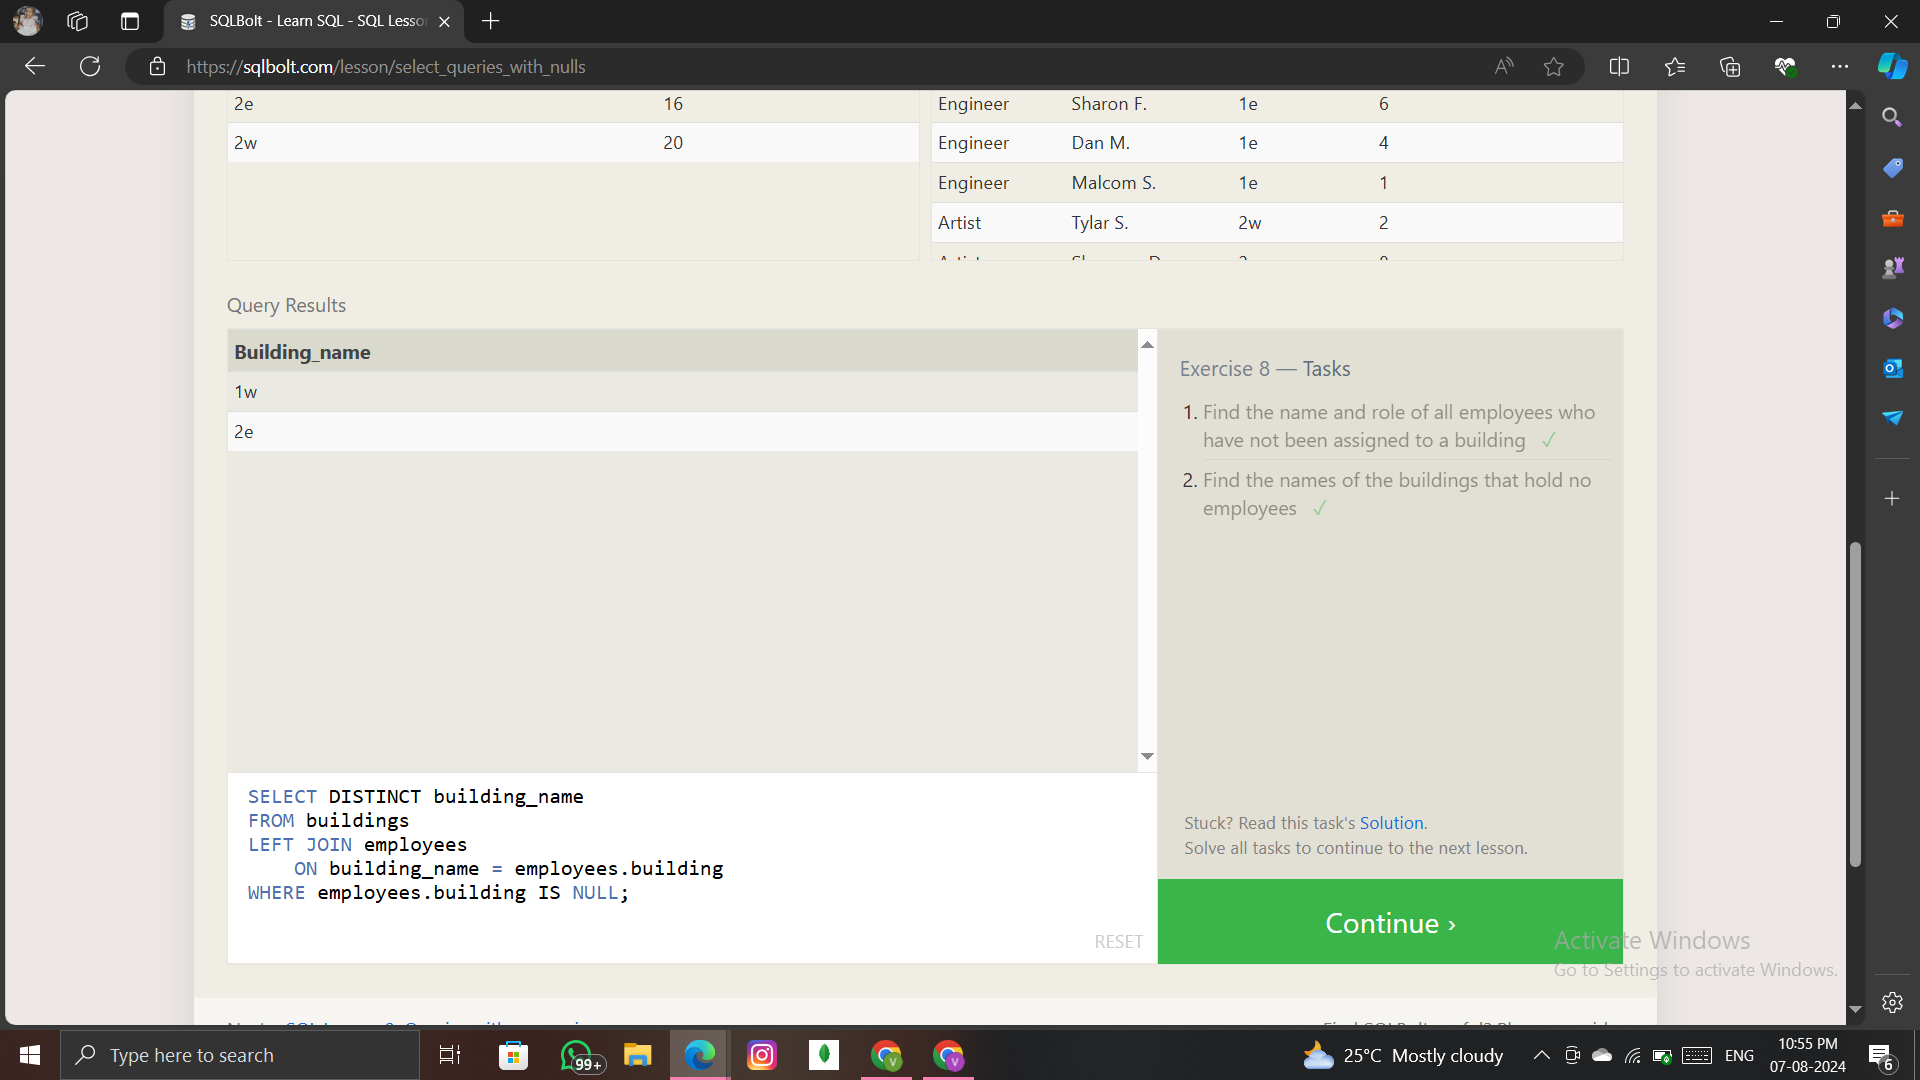 SQLBolt - Learn SQL - SQL Lesso
https://sqlbolt.com/lesson/select_queries_with_nulls
2e 16
2w 20
Engineer Sharon F. 1e 6
Engineer Dan M. 1e 4
Engineer Malcom S. 1e 1
Artist Tylar S. 2w 2
Query Results
Building_name
1w
2e
Exercise 8 — Tasks
1. Find the name and role of all employees who
have not been assigned to a building ✓
2. Find the names of the buildings that hold no
employees ✓
SELECT DISTINCT building_name
FROM buildings
LEFT JOIN employees
ON building_name = employees.building
WHERE employees.building IS NULL;
RESET
Stuck? Read this task's Solution.
Solve all tasks to continue to the next lesson.
Continue ›
Activate Windows
Go to Settings to activate Windows.
Type here to search
99+
25°C Mostly cloudy
ENG
10:55 PM
07-08-2024
6